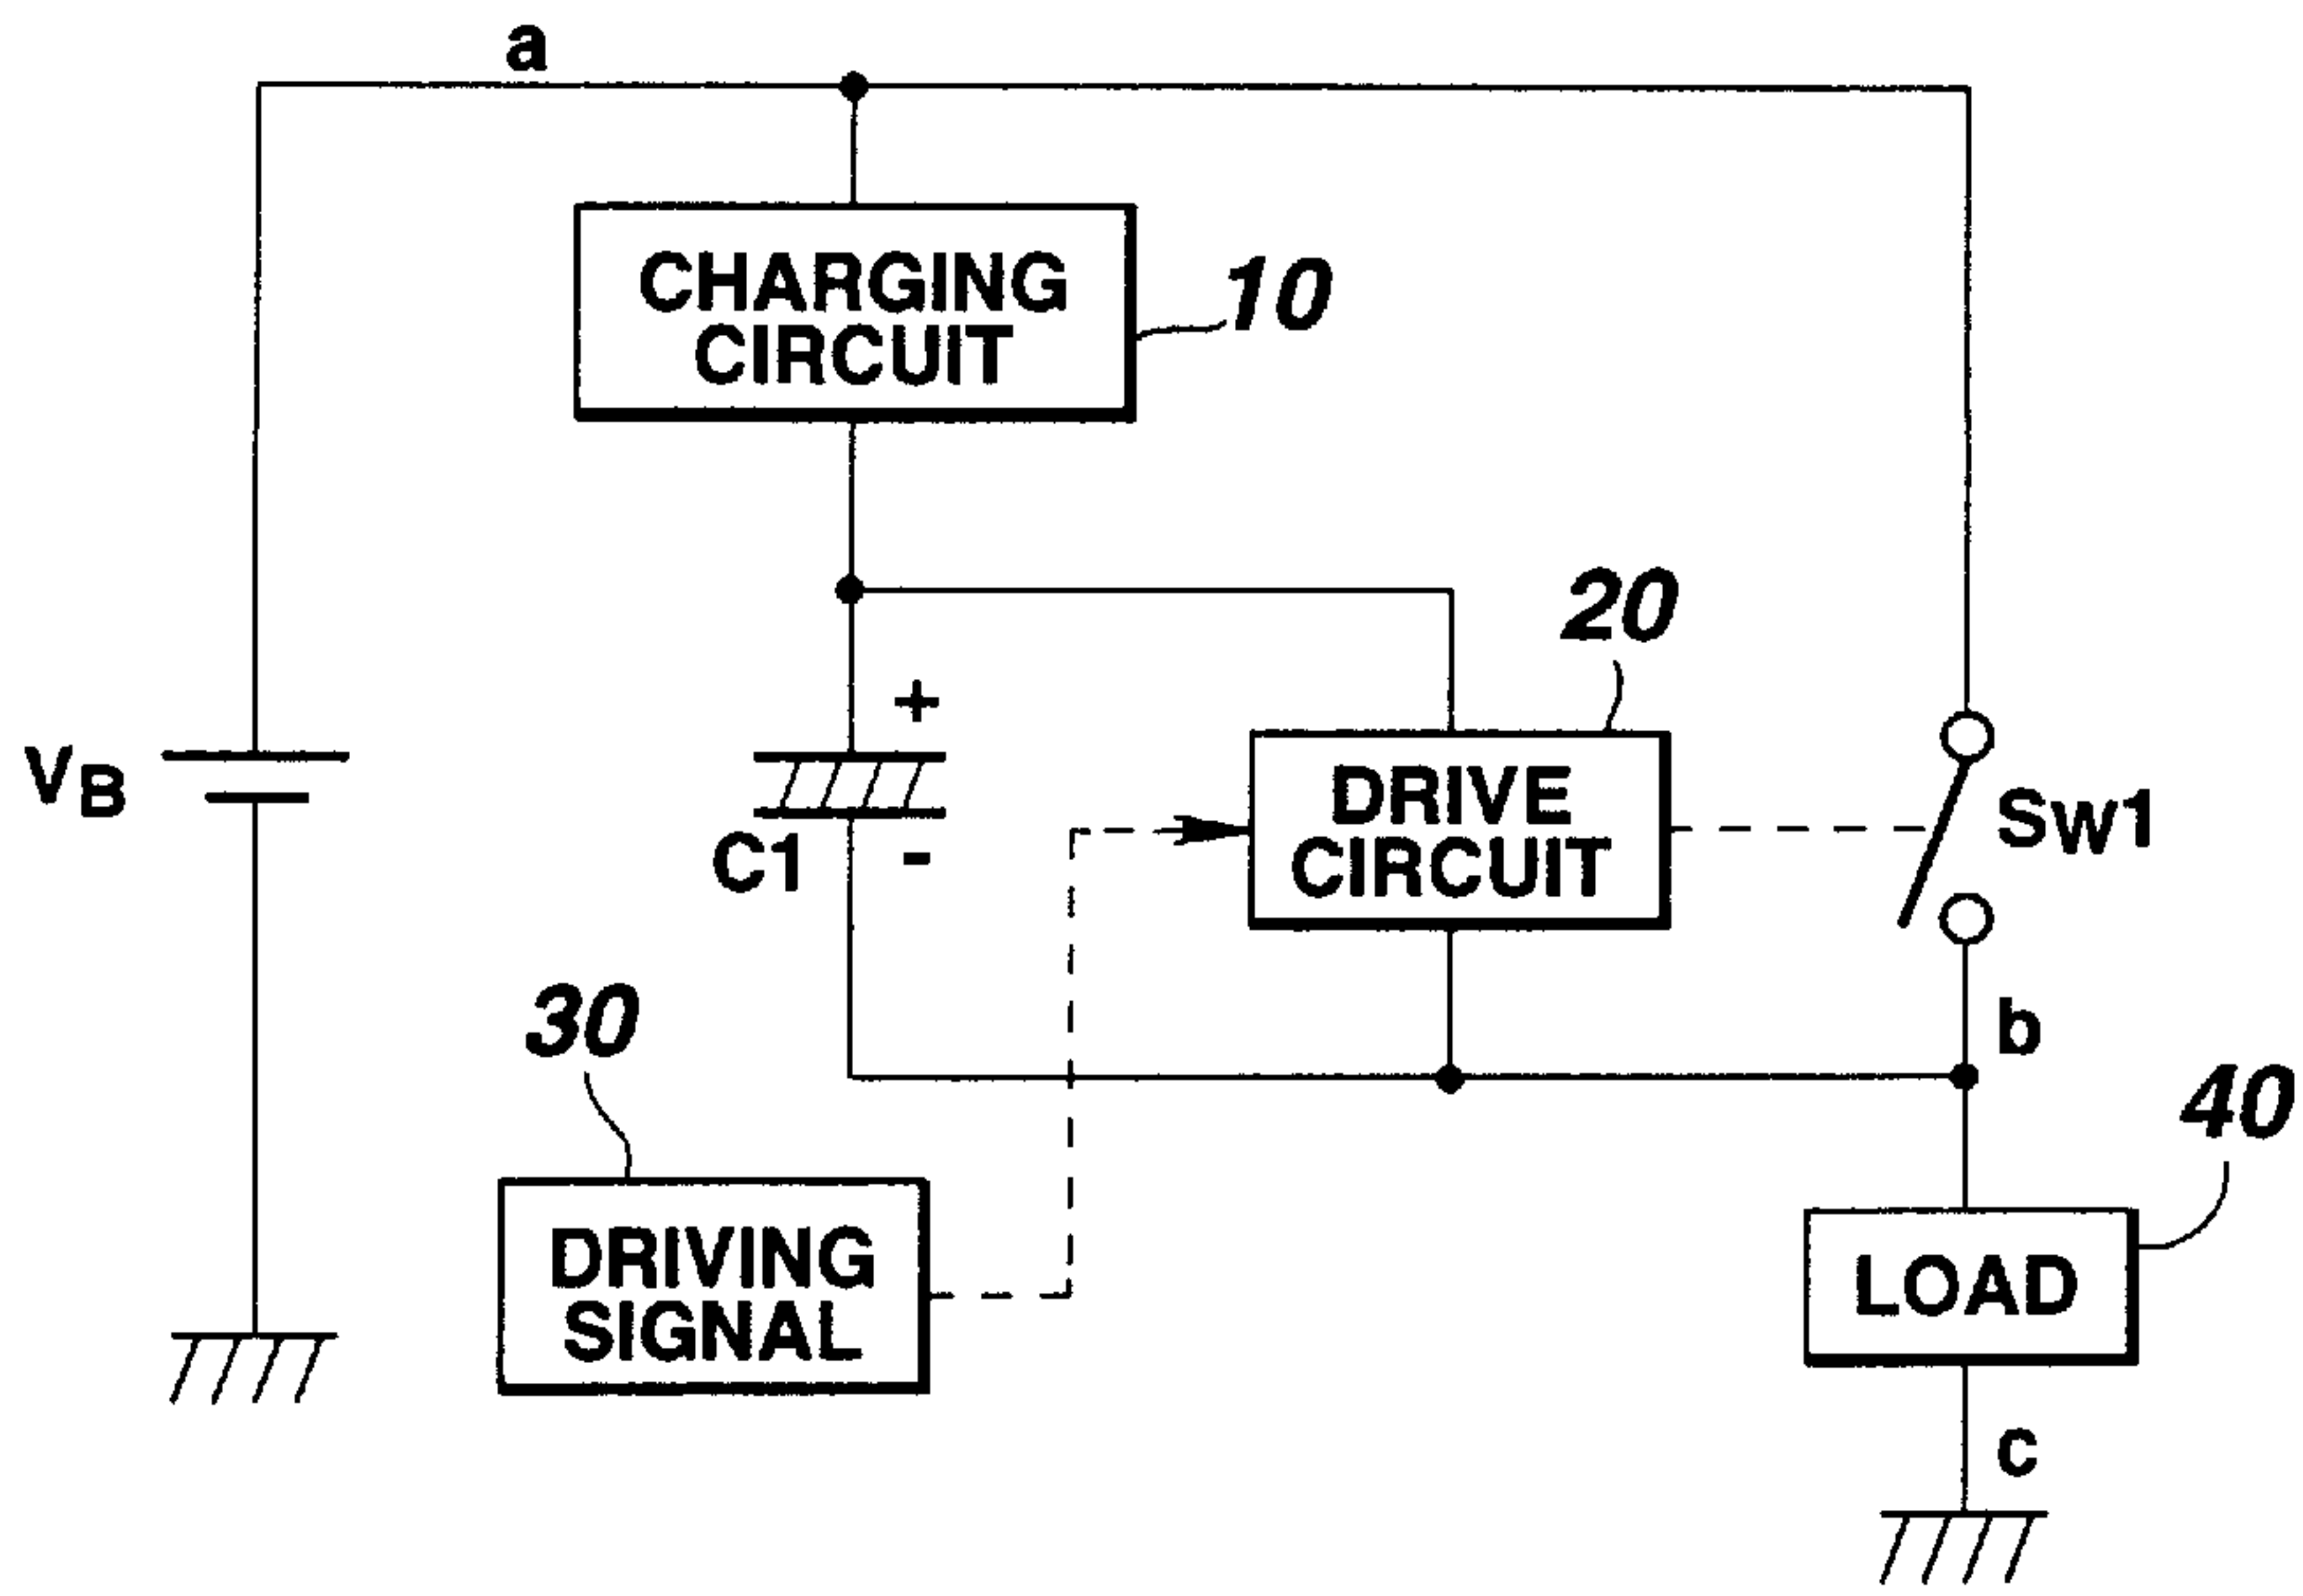 a
CHARGING
CIRCUIT
10
20
+
VB
DRIVE
CIRCUIT
SW1
C1
-
30
b
40
DRIVING
SIGNAL
LOAD
c